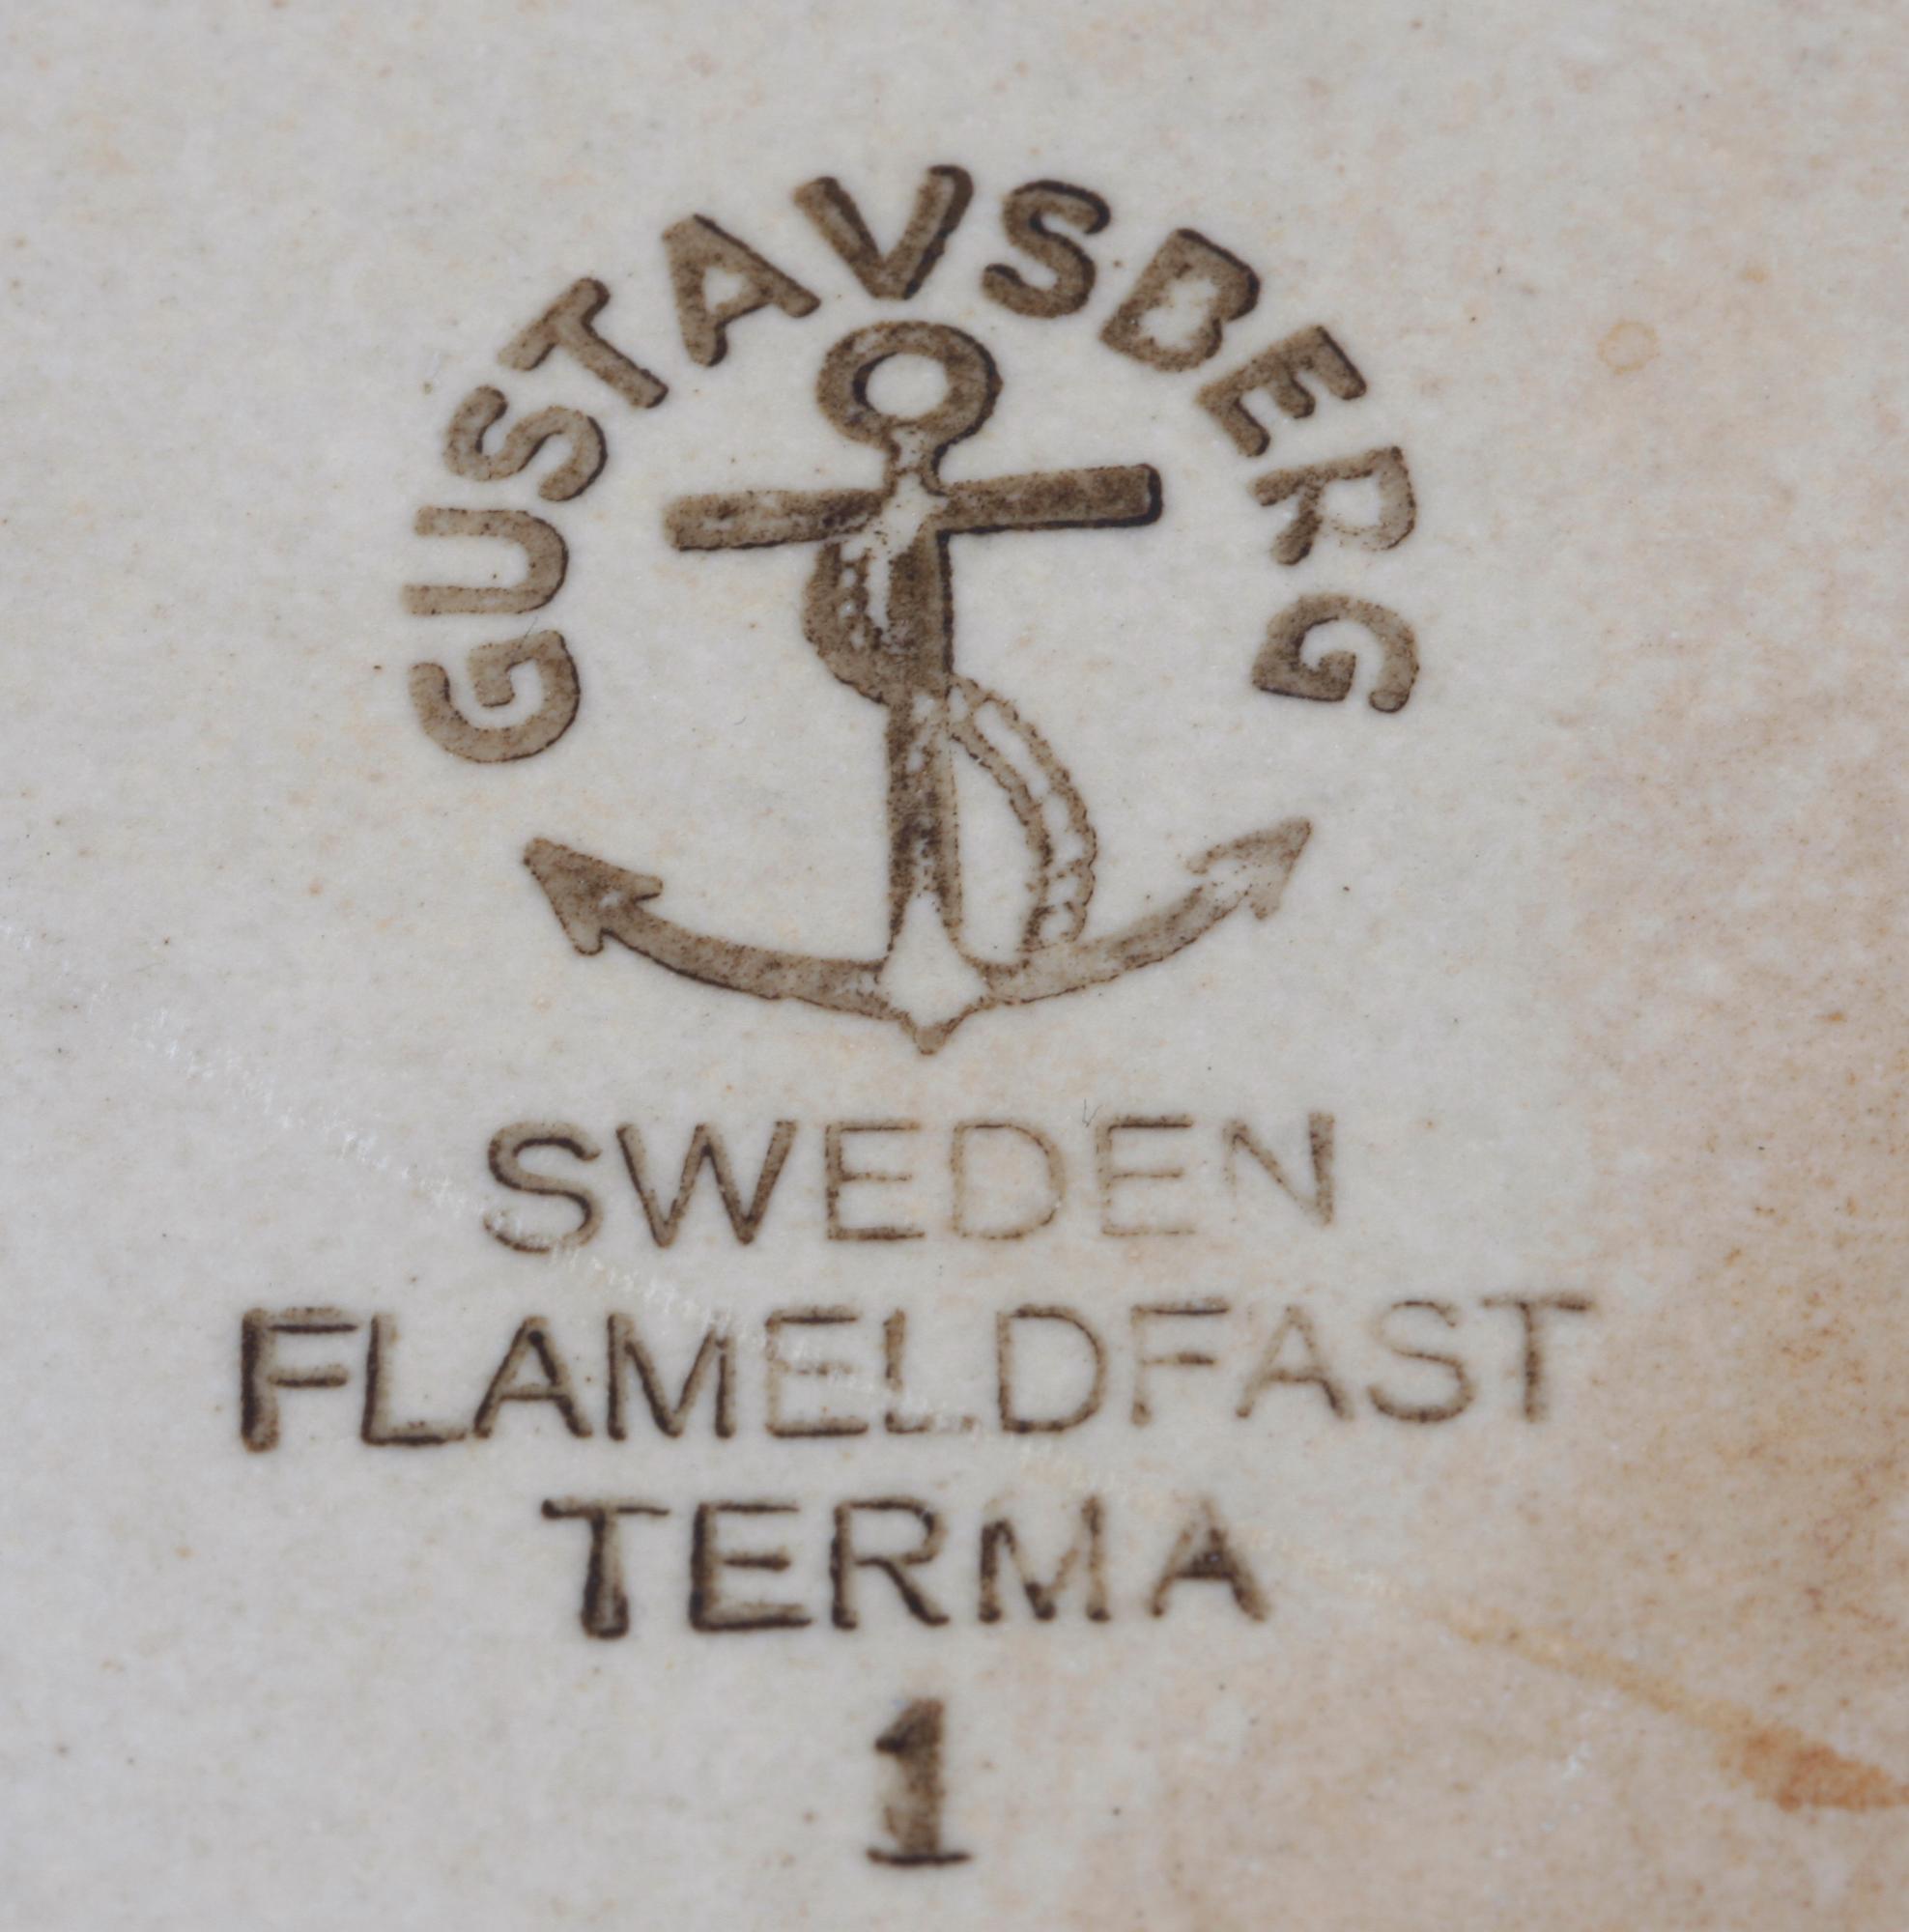 GUSTAVSBERG
SWEDEN
FLAMELDFAST
TERMA
1